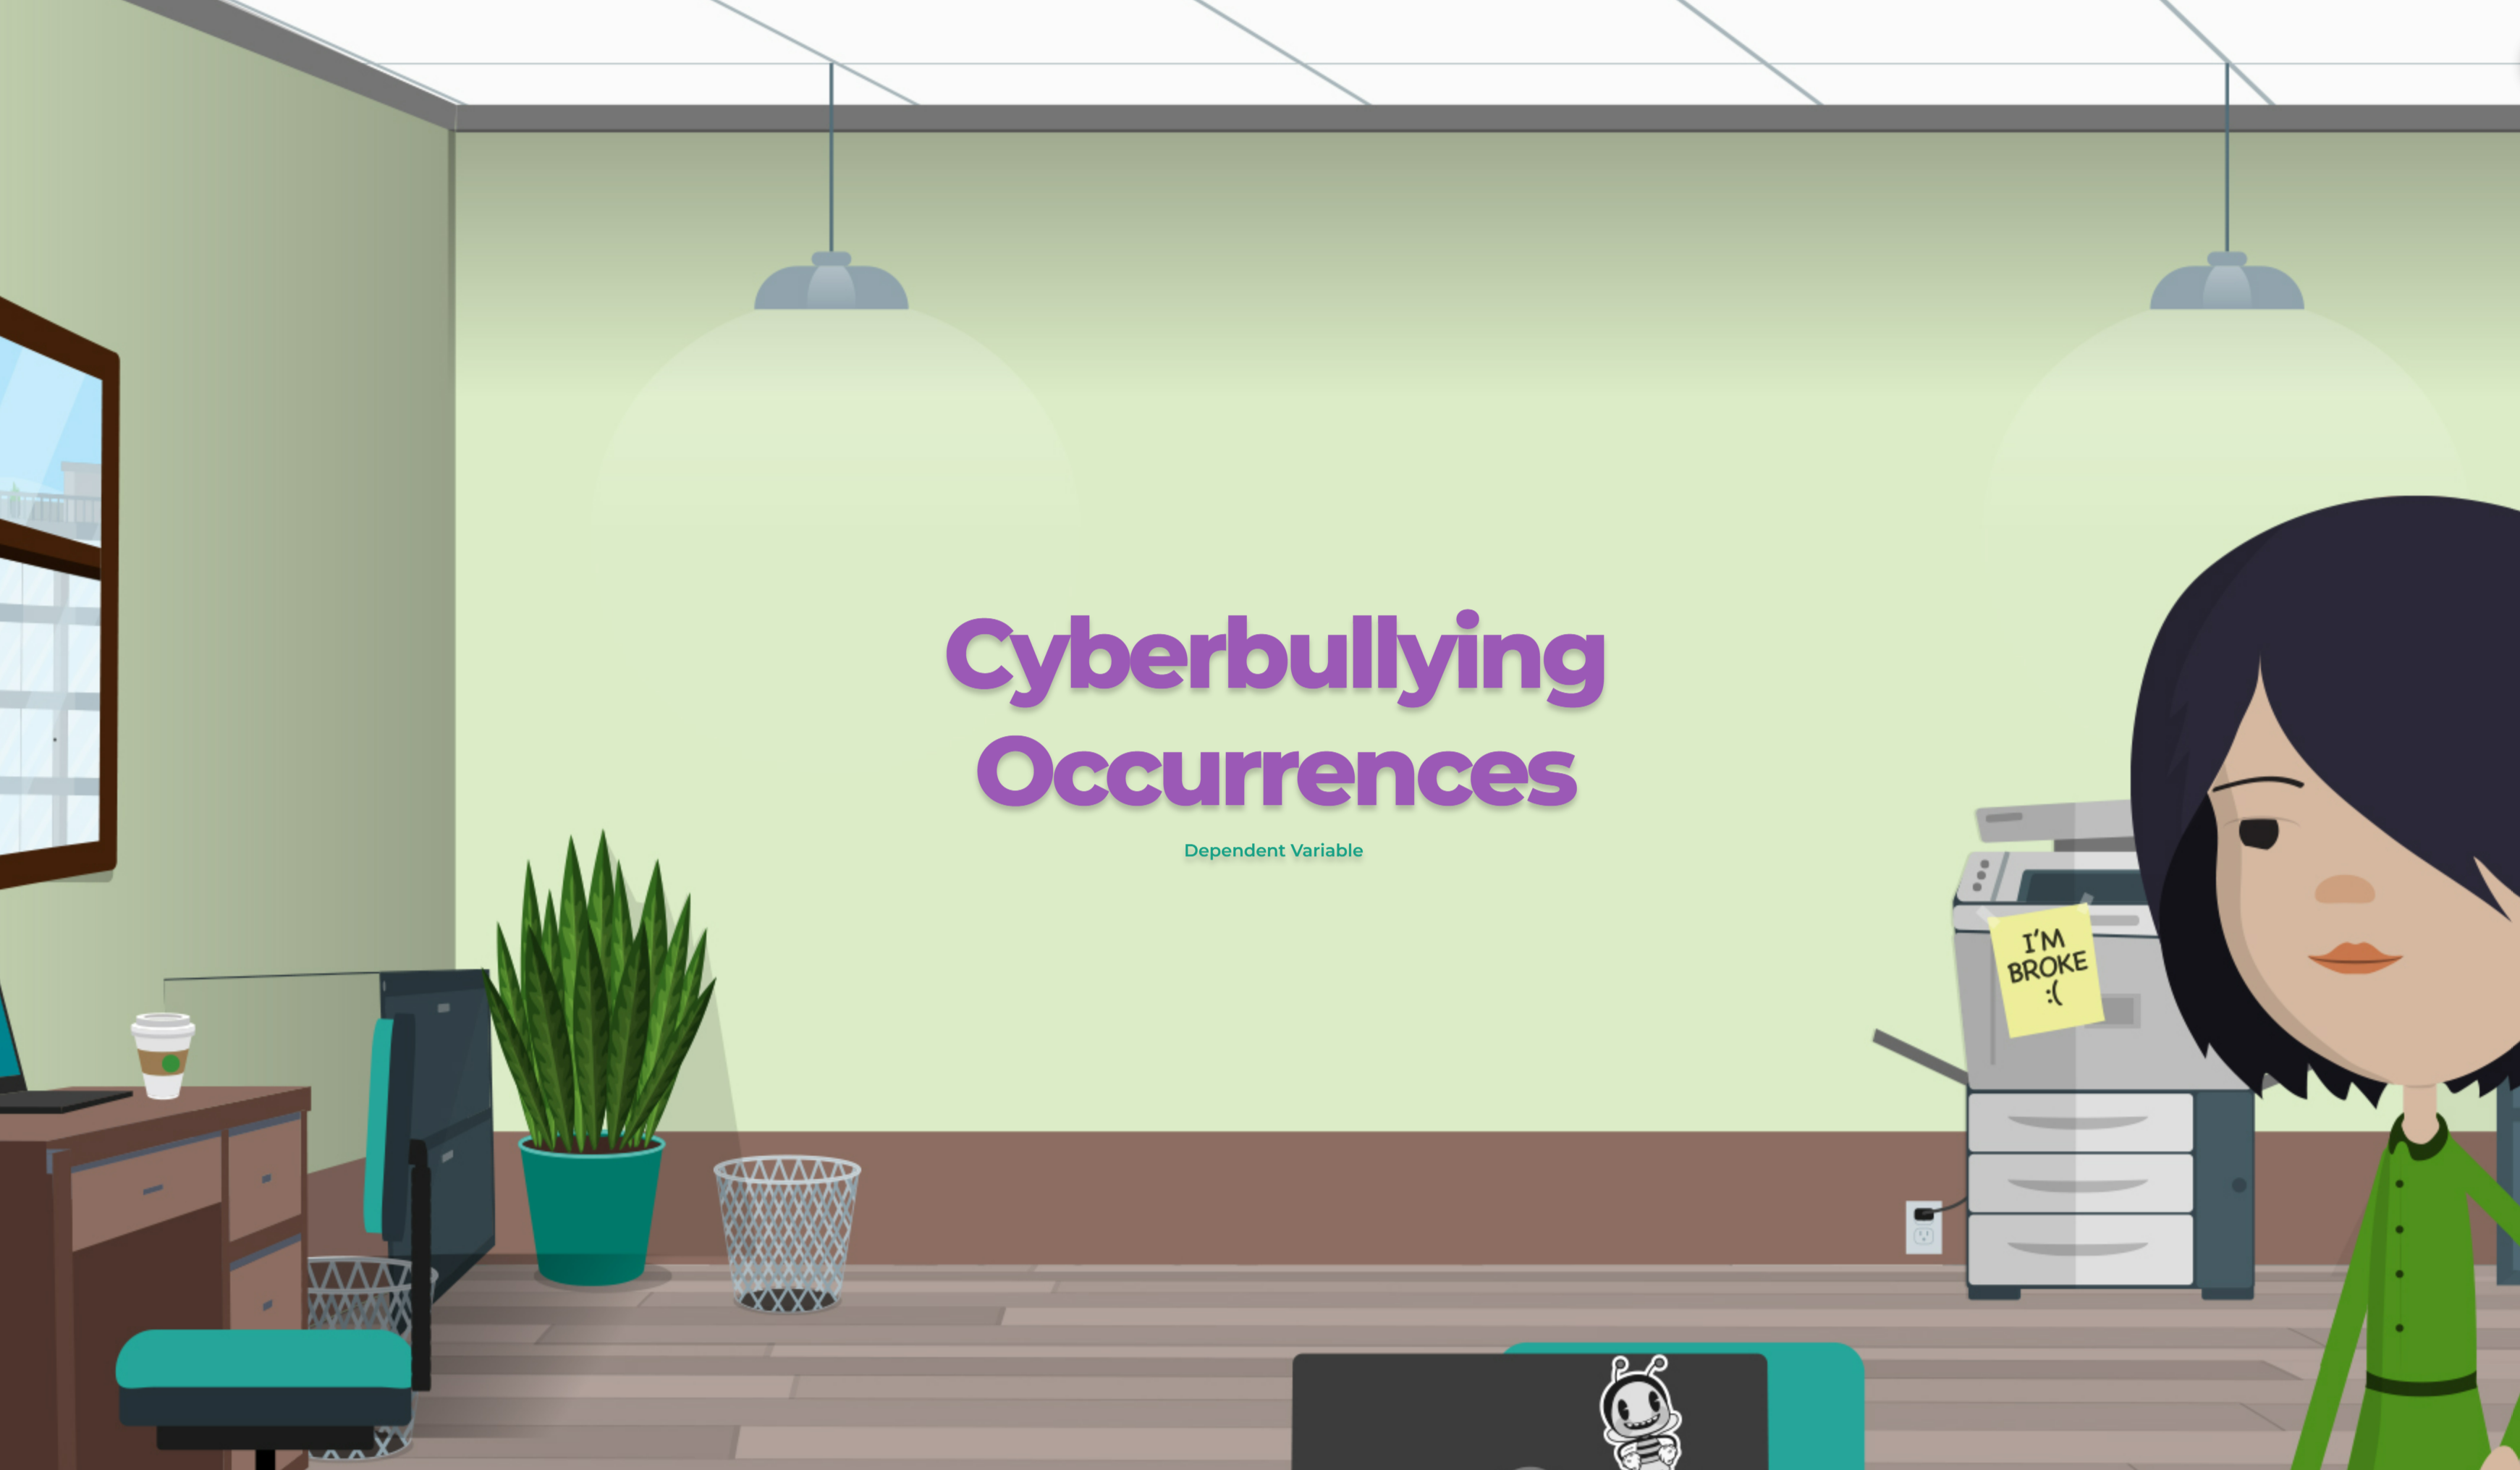 Cyberbullying
Occurrences
Dependent Variable
I'M
BROKE
:(